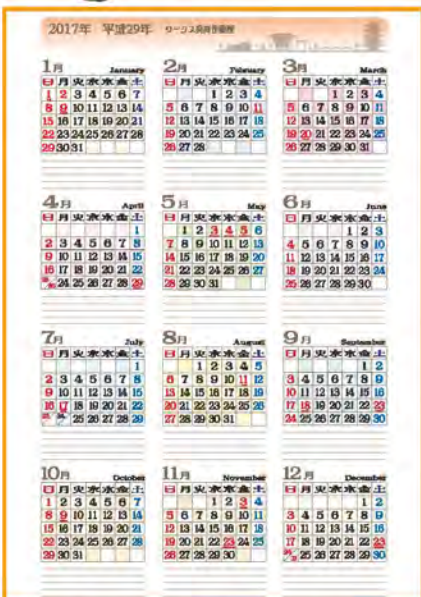 2017年 平成29年
1月 January
日 月 火 水 木 金 土
1 2 3 4 5 6 7
8 9 10 11 12 13 14
15 16 17 18 19 20 21
22 23 24 25 26 27 28
29 30 31
2月 February
日 月 火 水 木 金 土
1 2 3 4
5 6 7 8 9 10 11
12 13 14 15 16 17 18
19 20 21 22 23 24 25
26 27 28
3月 March
日 月 火 水 木 金 土
1 2 3 4
5 6 7 8 9 10 11
12 13 14 15 16 17 18
19 20 21 22 23 24 25
26 27 28 29 30 31
4月 April
日 月 火 水 木 金 土
1
2 3 4 5 6 7 8
9 10 11 12 13 14 15
16 17 18 19 20 21 22
24 25 26 27 28 29
5月 May
日 月 火 水 木 金 土
1 2 3 4 5 6
7 8 9 10 11 12 13
14 15 16 17 18 19 20
21 22 23 24 25 26 27
28 29 30 31
6月 June
日 月 火 水 木 金 土
1 2 3
4 5 6 7 8 9 10
11 12 13 14 15 16 17
18 19 20 21 22 23 24
25 26 27 28 29 30
7月 July
日 月 火 水 木 金 土
1
2 3 4 5 6 7 8
9 10 11 12 13 14 15
16 17 18 19 20 21 22
25 26 27 28 29
8月 August
日 月 火 水 木 金 土
1 2 3 4 5
6 7 8 9 10 11 12
13 14 15 16 17 18 19
20 21 22 23 24 25 26
27 28 29 30 31
9月 September
日 月 火 水 木 金 土
1 2
3 4 5 6 7 8 9
10 11 12 13 14 15 16
17 18 19 20 21 22 23
24 25 26 27 28 29 30
10月 October
日 月 火 水 木 金 土
1 2 3 4 5 6 7
8 9 10 11 12 13 14
15 16 17 18 19 20 21
22 23 24 25 26 27 28
29 30 31
11月 November
日 月 火 水 木 金 土
1 2 3 4
5 6 7 8 9 10 11
12 13 14 15 16 17 18
19 20 21 22 23 24 25
26 27 28 29 30
12月 December
日 月 火 水 木 金 土
1 2
3 4 5 6 7 8 9
10 11 12 13 14 15 16
17 18 19 20 21 22 23
25 26 27 28 29 30